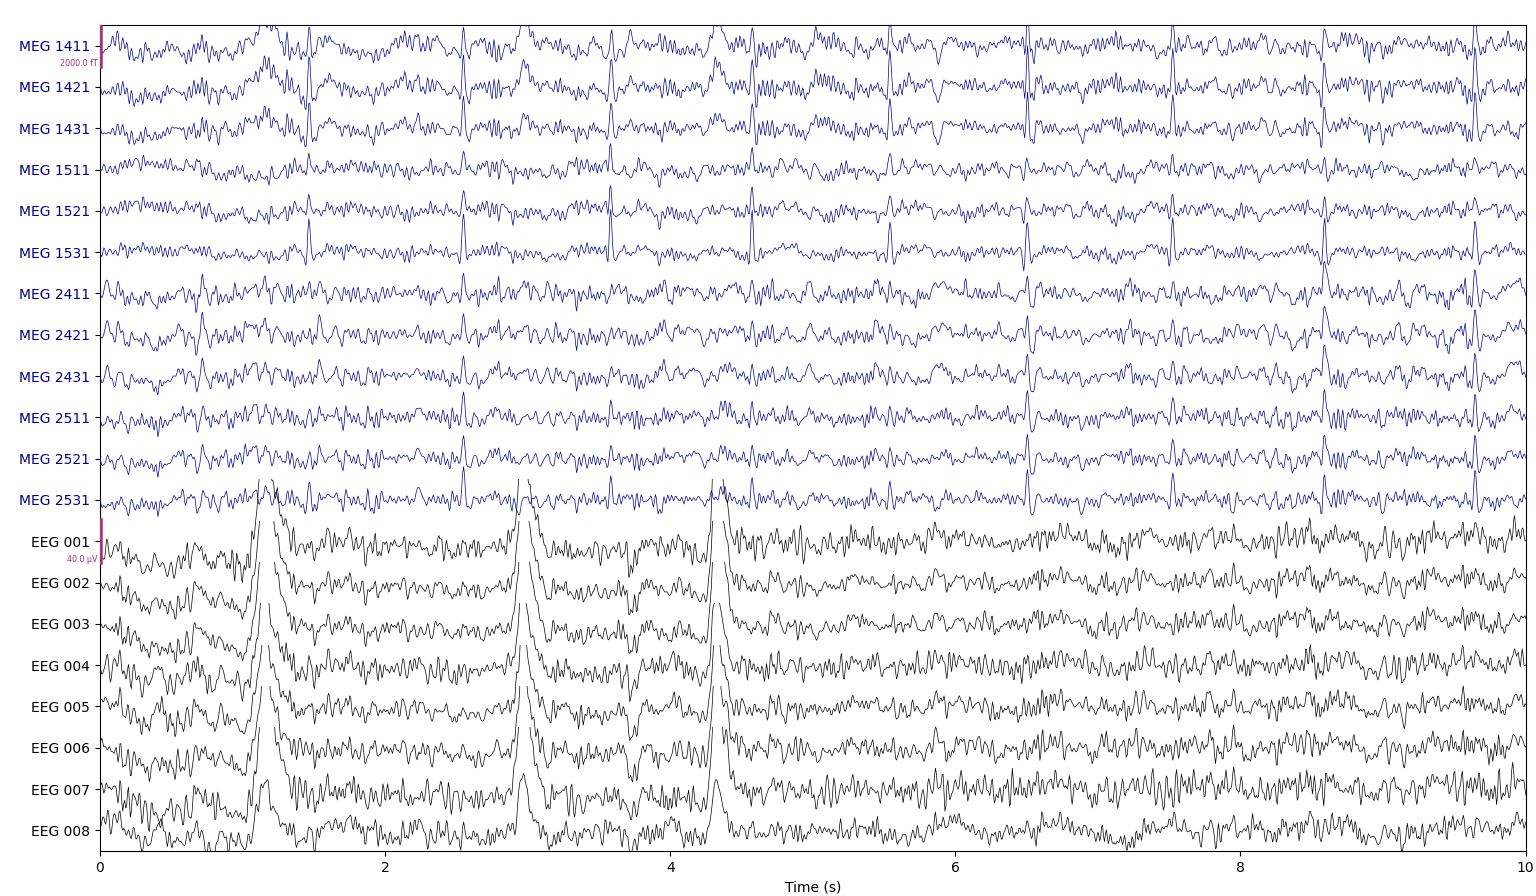 MEG 1411
2000.0 fT
MEG 1421
MEG 1431
MEG 1511
MEG 1521
MEG 1531
MEG 2411
MEG 2421
MEG 2431
MEG 2511
MEG 2521
MEG 2531
EEG 001
40.0 µV
EEG 002
EEG 003
EEG 004
EEG 005
EEG 006
EEG 007
EEG 008
0 2 4 6 8 10
Time (s)